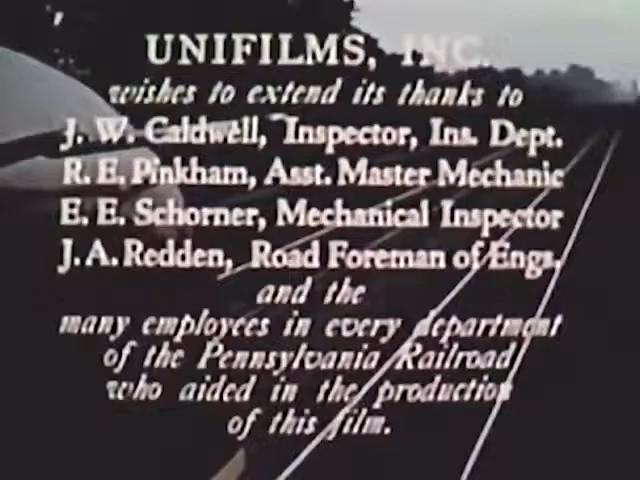 UNIFILMS, INC.
wishes to extend its thanks to
J. W. Caldwell, Inspector, Ins. Dept.
R. E. Pinkham, Asst. Master Mechanic
E. E. Schorner, Mechanical Inspector
J. A. Redden, Road Foreman of Engs.
and the
many employees in every department
of the Pennsylvania Railroad
who aided in the production
of this film.